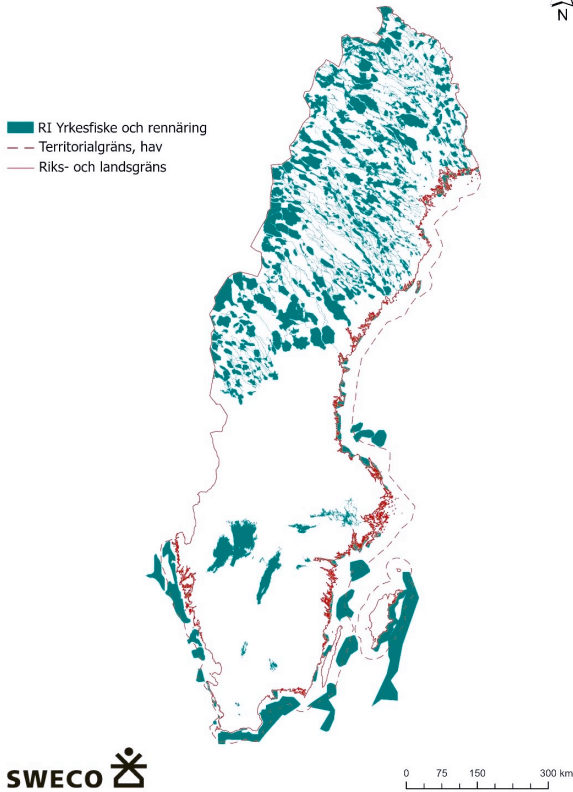 N
RI Yrkesfiske och rennäring
Territorialgräns, hav
Riks- och landsgräns
SWECO
0 75 150 300 km